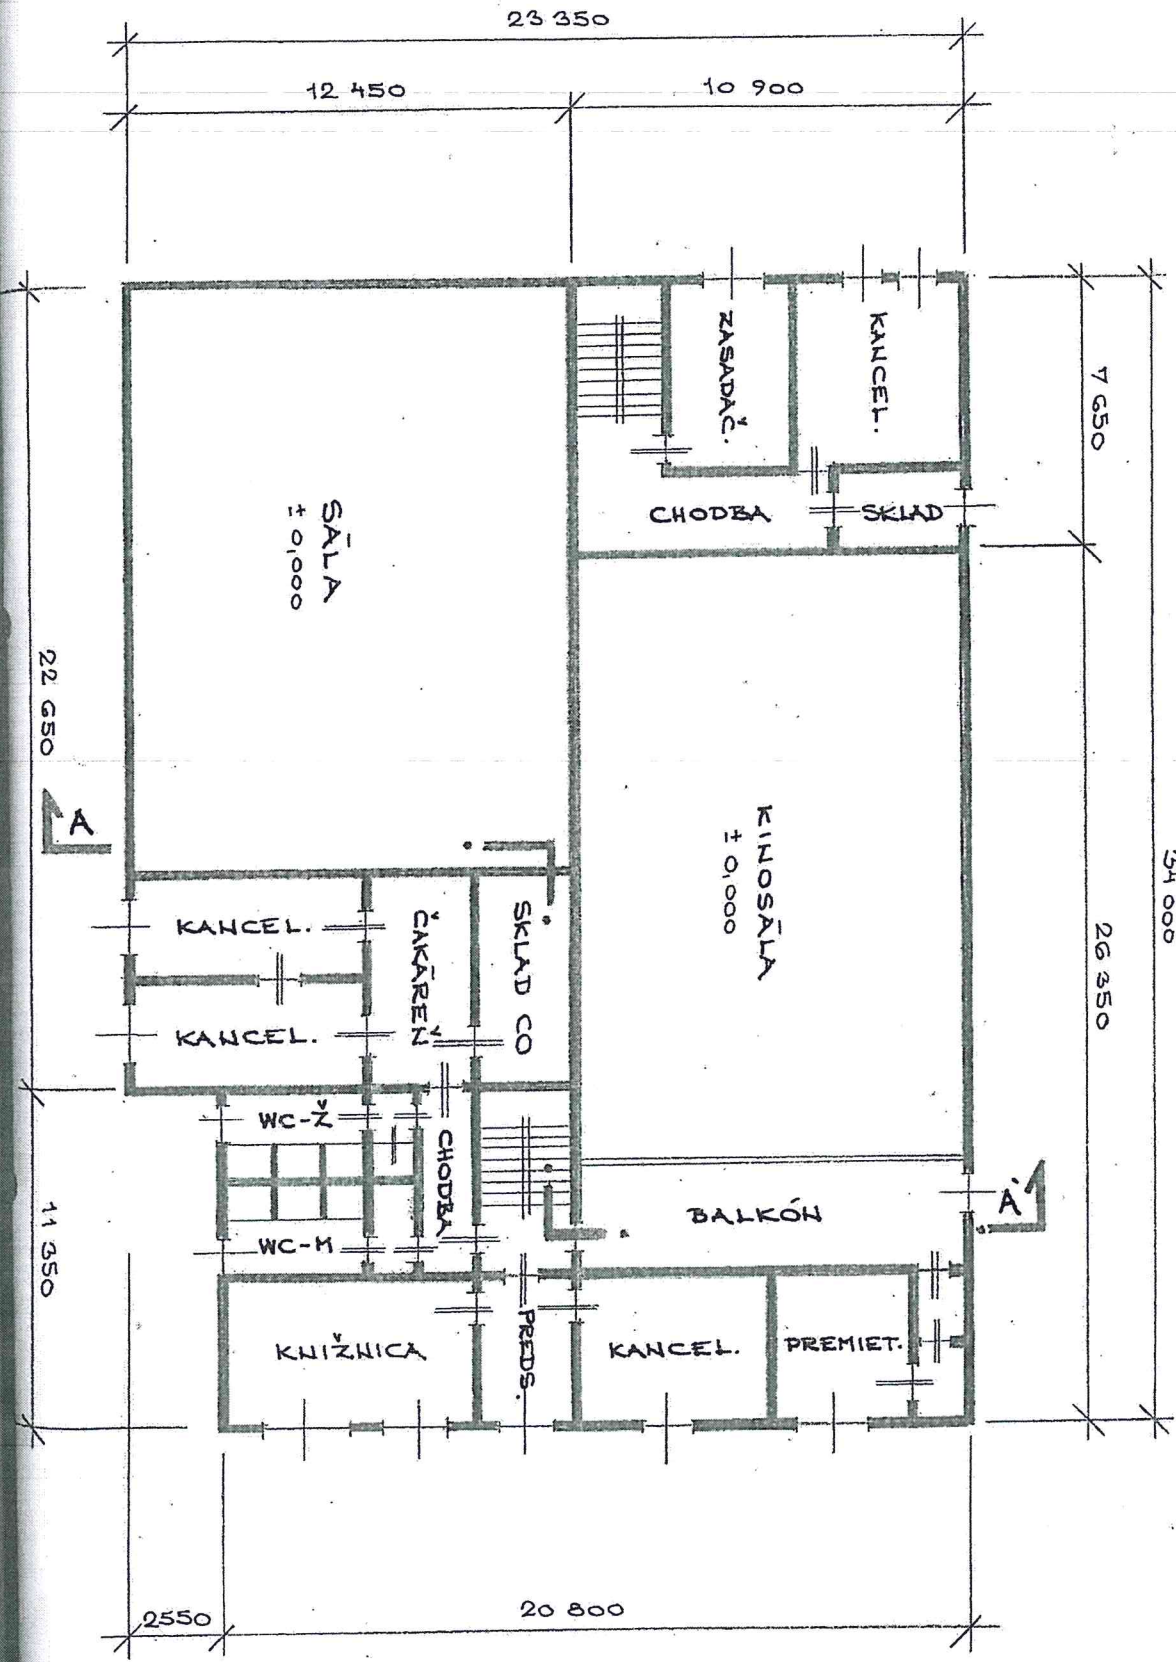 23 350
12 450
10 900
ZASADAČ.
KANCEL.
7 650
CHODBA
SKLAD
SÁLA
± 0,000
22 650
A
KINOSÁLA
± 0,000
34 000
26 350
KANCEL.
ČAKÁREŇ
SKLAD CO
KANCEL.
WC-Ž
CHODBA
WC-M
BALKÓN
A'
11 350
KNIŽNICA
PREDS.
KANCEL.
PREMIET.
2550
20 800